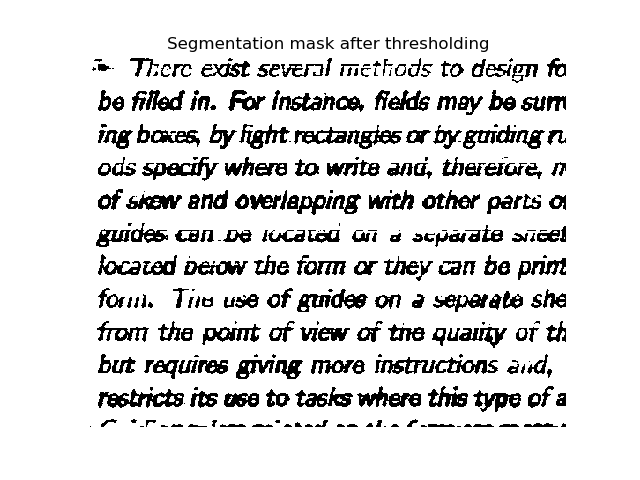 Segmentation mask after thresholding
There exist several methods to design fo
be filled in. For instance, fields may be sum
ing boxes, by light rectangles or by guiding ru
ods specify where to write and, therefore, m
of skew and overlapping with other parts of
guides can be located on a separate sheet
located below the form or they can be print
form. The use of guides on a separate she
from the point of view of the quality of th
but requires giving more instructions and,
restricts its use to tasks where this type of a